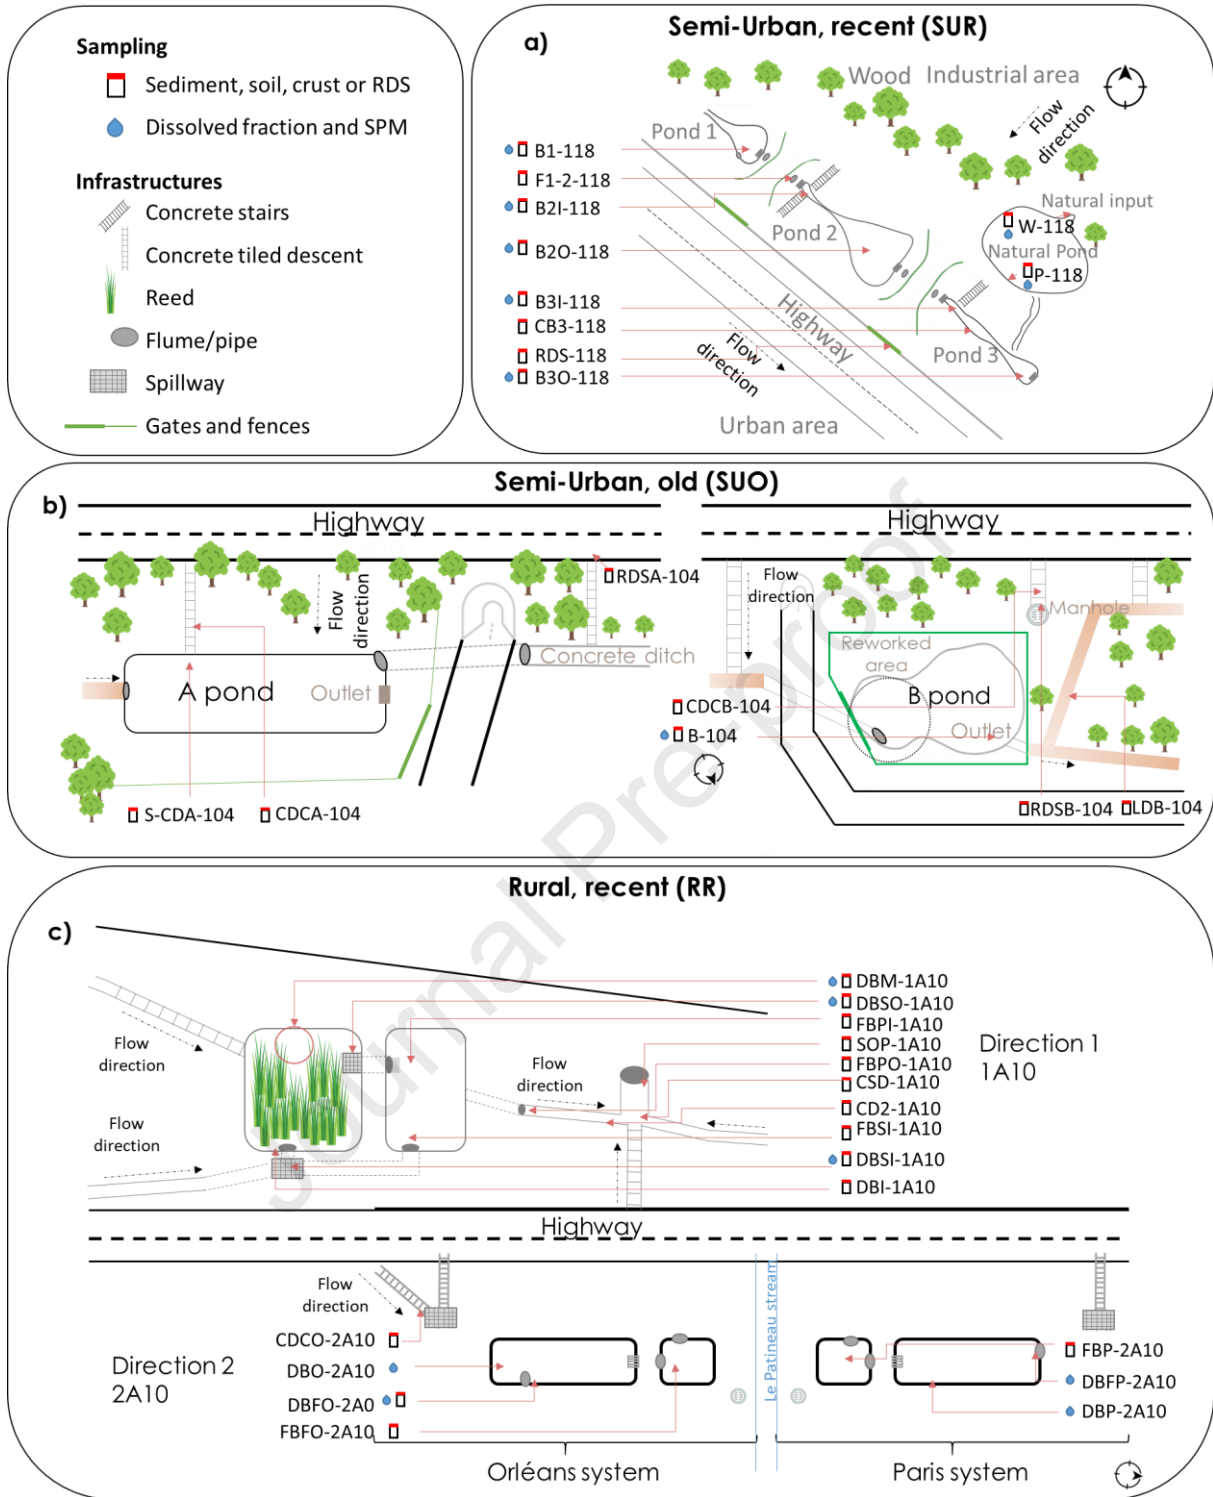 Sampling
Sediment, soil, crust or RDS
Dissolved fraction and SPM
Infrastructures
Concrete stairs
Concrete tiled descent
Reed
Flume/pipe
Spillway
Gates and fences
Semi-Urban, recent (SUR)
a)
Wood
Industrial area
Flow
direction
Pond 1
B1-118
F1-2-118
B2I-118
Pond 2
B2O-118
Natural input
W-118
Natural Pond
P-118
B3I-118
CB3-118
RDS-118
B3O-118
Highway
Pond 3
Flow
direction
Urban area
Semi-Urban, old (SUO)
b)
Highway
RDSA-104
Flow
direction
Concrete ditch
A pond
Outlet
S-CDA-104
CDCA-104
Highway
Flow
direction
Manhole
Reworked
area
B pond
CDCB-104
B-104
Outlet
RDSB-104
LDB-104
Rural, recent (RR)
c)
DBM-1A10
DBSO-1A10
FBPI-1A10
SOP-1A10
FBPO-1A10
CSD-1A10
CD2-1A10
FBSI-1A10
DBSI-1A10
DBI-1A10
Direction 1
1A10
Flow
direction
Flow
direction
Flow
direction
Highway
Flow
direction
CDCO-2A10
DBO-2A10
DBFO-2A0
FBFO-2A10
Direction 2
2A10
Le Patineau stream
FBP-2A10
DBFP-2A10
DBP-2A10
Orléans system
Paris system
Journal Pre-proof